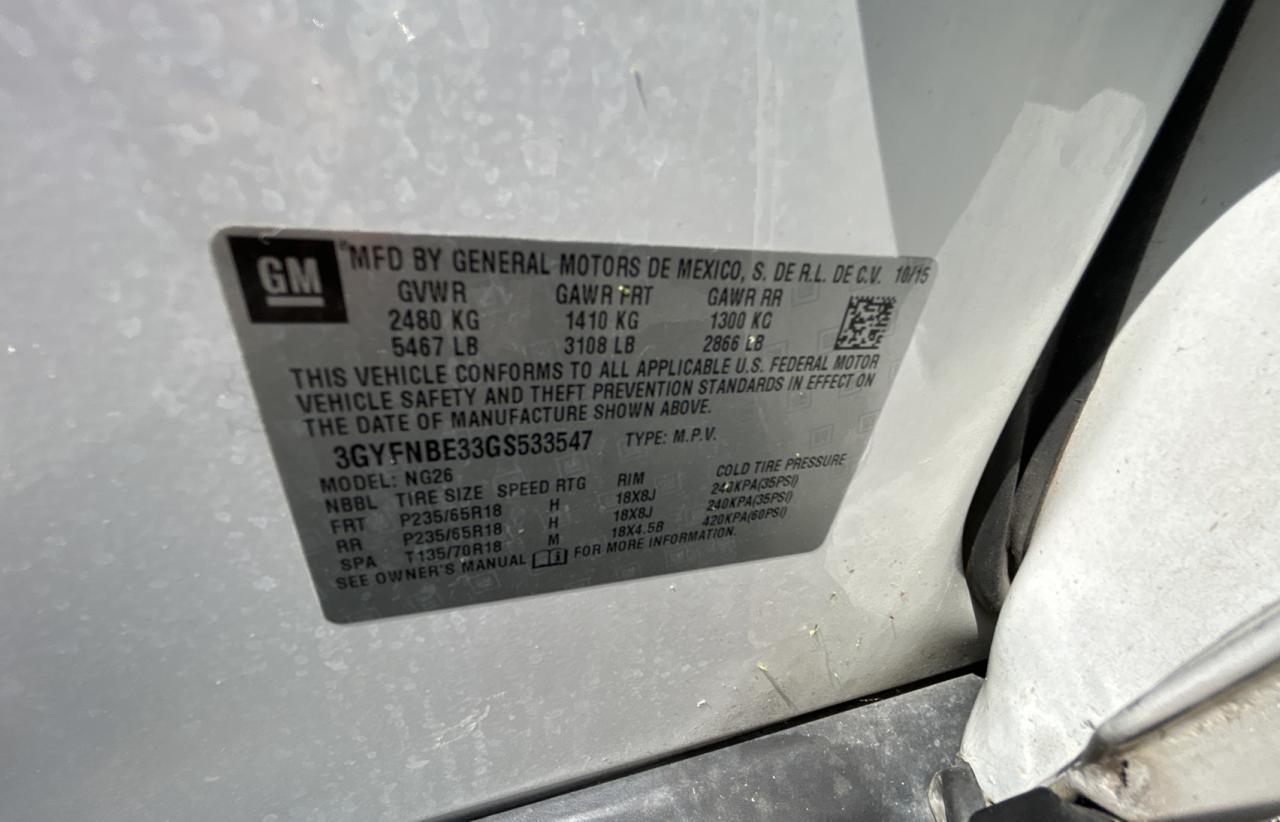 GM
MFD BY GENERAL MOTORS DE MEXICO, S. DE R.L. DE C.V. 10/15
GVWR GAWR FRT GAWR RR
2480 KG 1410 KG 1300 KG
5467 LB 3108 LB 2866 LB
THIS VEHICLE CONFORMS TO ALL APPLICABLE U.S. FEDERAL MOTOR
VEHICLE SAFETY AND THEFT PREVENTION STANDARDS IN EFFECT ON
THE DATE OF MANUFACTURE SHOWN ABOVE.
3GYFNBE33GS533547 TYPE: M.P.V.
MODEL: NG26
NBBL TIRE SIZE SPEED RTG RIM COLD TIRE PRESSURE
FRT P235/65R18 H 18X8J 240KPA(35PSI)
RR P235/65R18 H 18X8J 240KPA(35PSI)
SPA T135/70R18 M 18X4.5B 420KPA(60PSI)
SEE OWNER'S MANUAL FOR MORE INFORMATION.